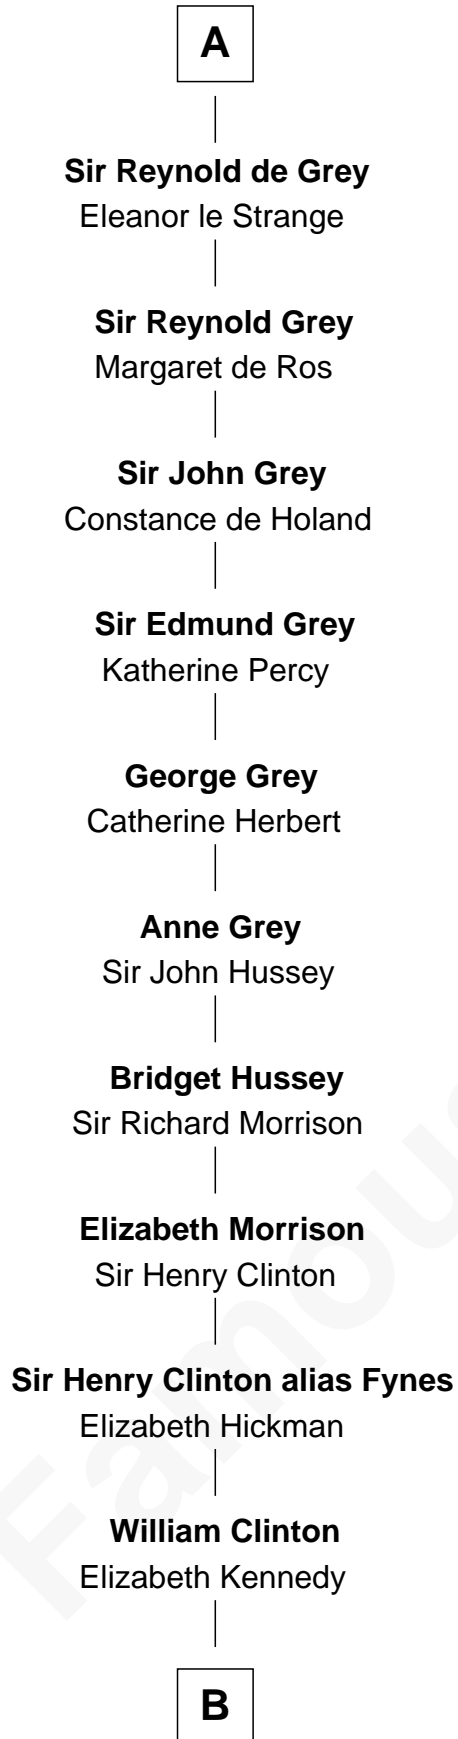 A
Sir Reynold de Grey
Eleanor le Strange
Sir Reynold Grey
Margaret de Ros
Sir John Grey
Constance de Holand
Sir Edmund Grey
Katherine Percy
George Grey
Catherine Herbert
Anne Grey
Sir John Hussey
Bridget Hussey
Sir Richard Morrison
Elizabeth Morrison
Sir Henry Clinton
Sir Henry Clinton alias Fynes
Elizabeth Hickman
William Clinton
Elizabeth Kennedy
B